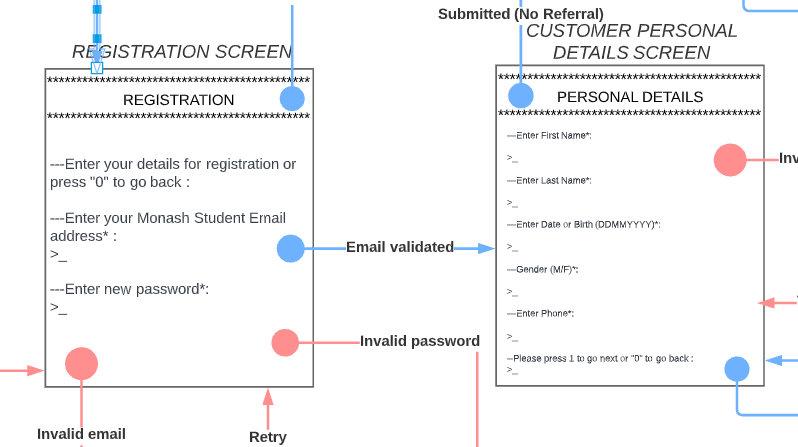 Submitted (No Referral)
REGISTRATION SCREEN
********************************************
REGISTRATION
********************************************
---Enter your details for registration or
press "0" to go back :
---Enter your Monash Student Email
address* :
>_
---Enter new password*:
>_
Email validated
Invalid password
Invalid email
Retry
CUSTOMER PERSONAL
DETAILS SCREEN
********************************************
PERSONAL DETAILS
********************************************
---Enter First Name*:
>_
---Enter Last Name*:
>_
---Enter Date or Birth (DDMMYYYY)*:
>_
---Gender (M/F)*:
>_
---Enter Phone*:
>_
--Please press 1 to go next or "0" to go back :
>_